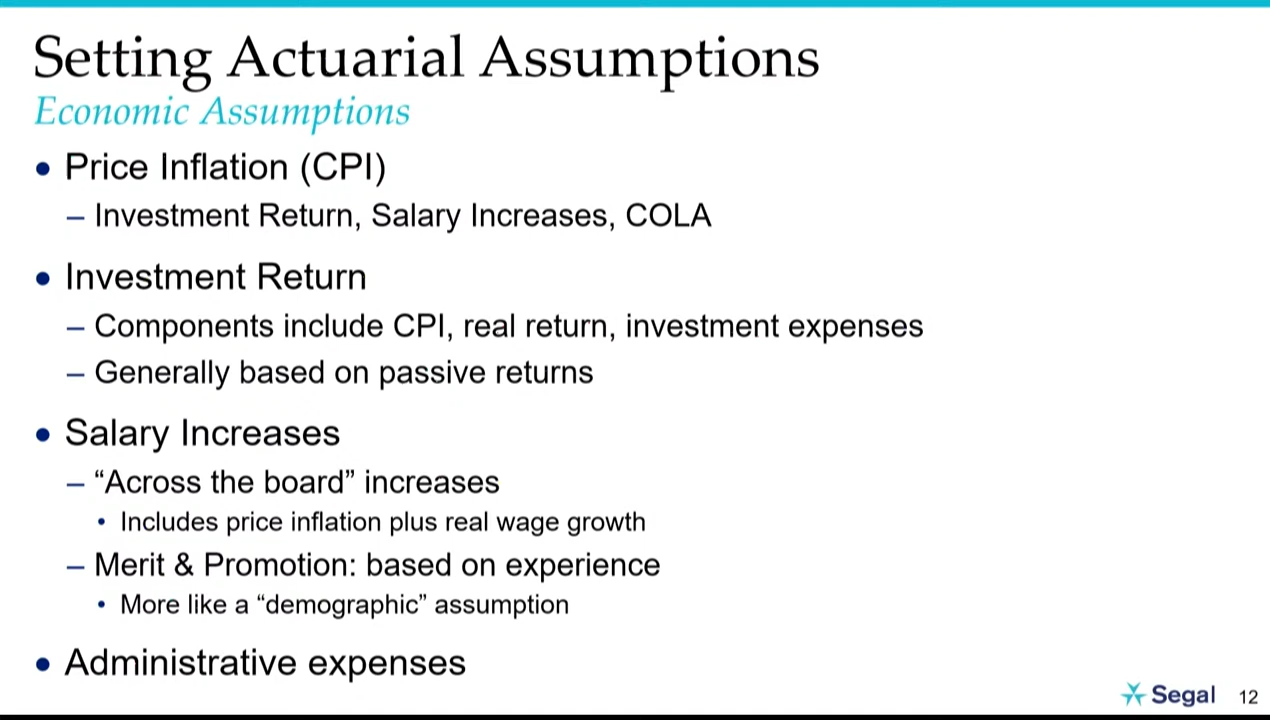 Setting Actuarial Assumptions
Economic Assumptions
• Price Inflation (CPI)
– Investment Return, Salary Increases, COLA
• Investment Return
– Components include CPI, real return, investment expenses
– Generally based on passive returns
• Salary Increases
– “Across the board” increases
• Includes price inflation plus real wage growth
– Merit & Promotion: based on experience
• More like a “demographic” assumption
• Administrative expenses
Segal 12